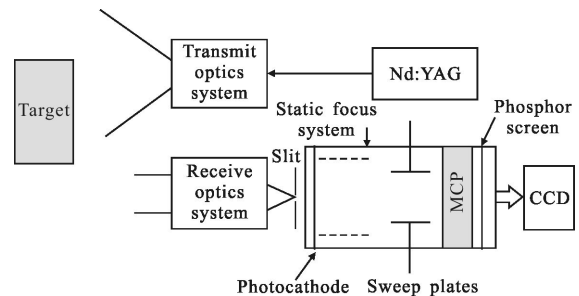 Transmit
optics
system
Nd:YAG
Target
Static focus
system
Phosphor
screen
Slit
Receive
optics
system
MCP
CCD
Photocathode
Sweep plates